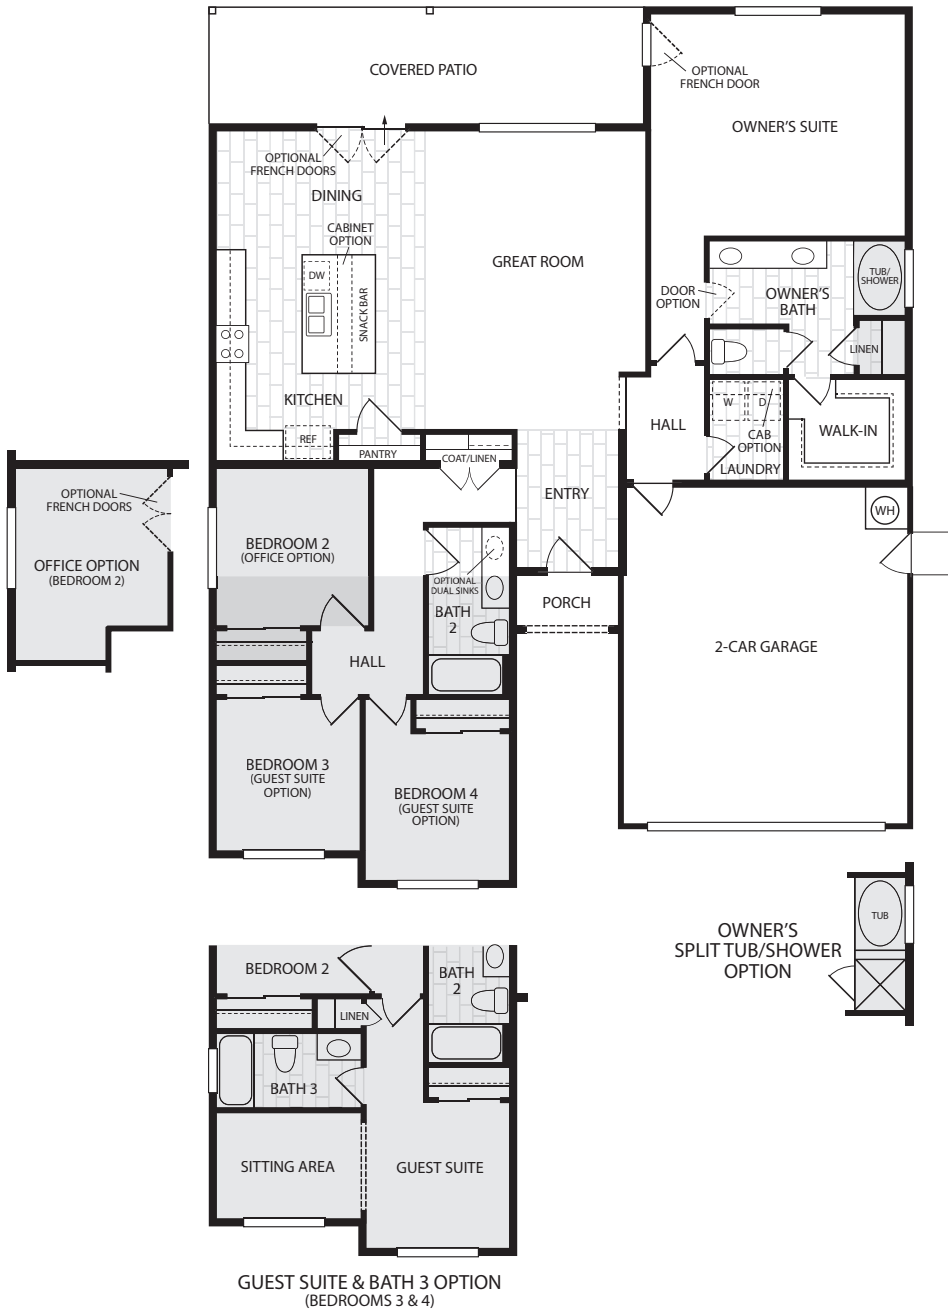 COVERED PATIO
OPTIONAL
FRENCH DOOR
OWNER'S SUITE
OPTIONAL
FRENCH DOORS
DINING
CABINET
OPTION
DW
SNACK BAR
GREAT ROOM
TUB/
SHOWER
DOOR
OPTION
OWNER'S
BATH
LINEN
KITCHEN
REF
PANTRY
COAT/LINEN
HALL
W
D
CAB
OPTION
LAUNDRY
WALK-IN
ENTRY
WH
OPTIONAL
FRENCH DOORS
OFFICE OPTION
(BEDROOM 2)
BEDROOM 2
(OFFICE OPTION)
OPTIONAL
DUAL SINKS
BATH
2
PORCH
HALL
2-CAR GARAGE
BEDROOM 3
(GUEST SUITE
OPTION)
BEDROOM 4
(GUEST SUITE
OPTION)
TUB
OWNER'S
SPLIT TUB/SHOWER
OPTION
BEDROOM 2
BATH
2
LINEN
BATH 3
SITTING AREA
GUEST SUITE
GUEST SUITE & BATH 3 OPTION
(BEDROOMS 3 & 4)